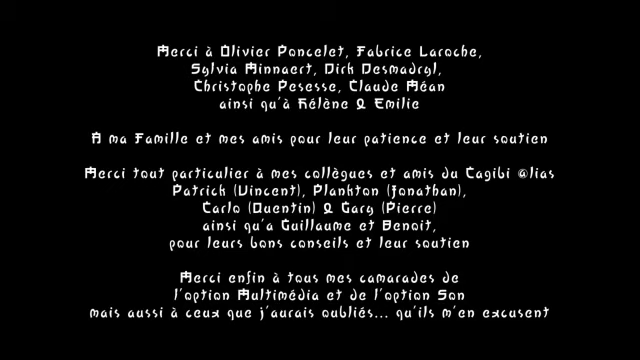 Merci à Olivier Poncelet, Fabrice Laroche,
Sylvia Minnaert, Dirk Desmadryl,
Christophe Pesesse, Claude Méan
ainsi qu'à Hélène & Emilie
A ma Famille et mes amis pour leur patience et leur soutien
Merci tout particulier à mes collègues et amis du Cagibi @lias
Patrick (Vincent), Plankton (Jonathan),
Carlo (Quentin) & Gary (Pierre)
ainsi qu'a Guillaume et Benoit,
pour leurs bons conseils et leur soutien
Merci enfin à tous mes camarades de
l'option Multimédia et de l'option Son
mais aussi à ceux que j'aurais oubliés... qu'ils m'en excusent